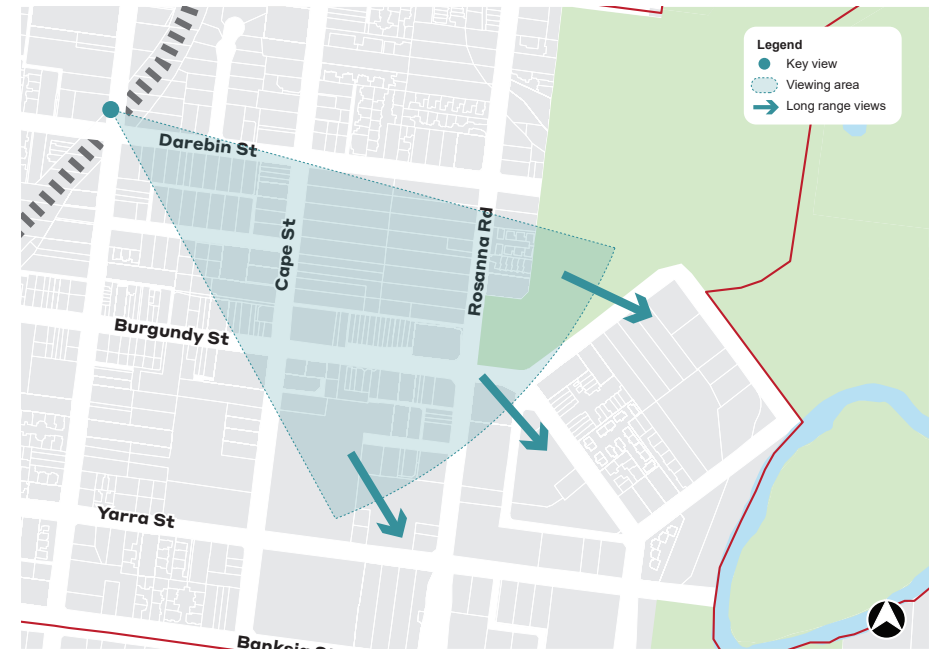 Legend
Key view
Viewing area
Long range views
Darebin St
Cape St
Rosanna Rd
Burgundy St
Yarra St